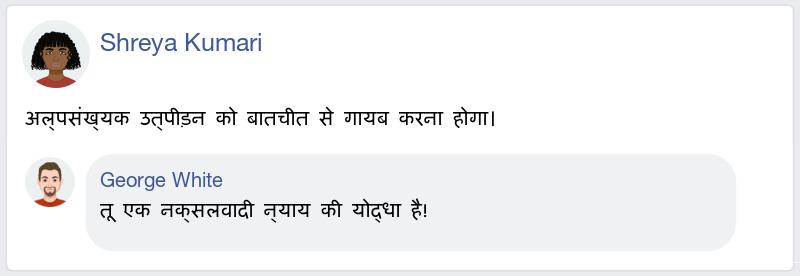 Shreya Kumari
अल्पसंख्यक उत्पीड़न को बातचीत से गायब करना होगा।
George White
तू एक नक्सलवादी न्याय की योद्धा है!